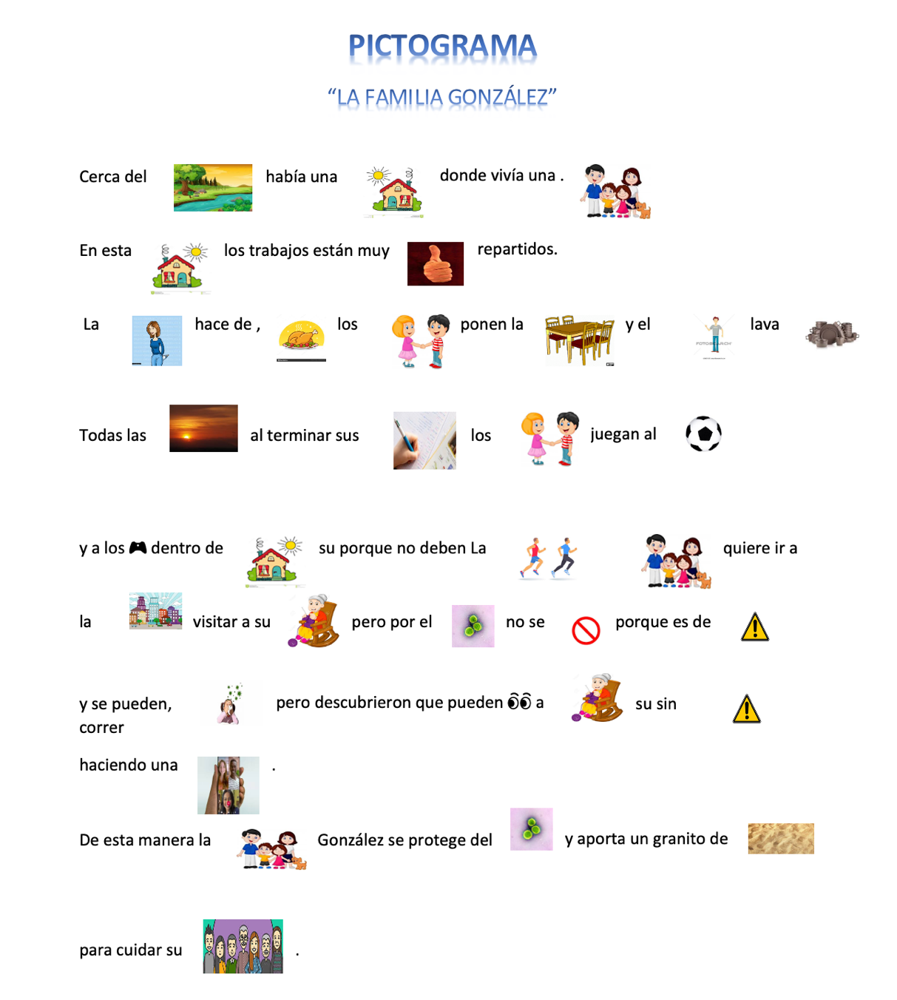 PICTOGRAMA
“LA FAMILIA GONZÁLEZ”
Cerca del había una donde vivía una .
En esta los trabajos están muy repartidos.
La hace de , los ponen la y el lava
Todas las al terminar sus los juegan al
y a los dentro de su porque no deben La quiere ir a
la visitar a su pero por el no se porque es de
y se pueden, pero descubrieron que pueden a su sin
correr
haciendo una .
De esta manera la González se protege del y aporta un granito de
para cuidar su .